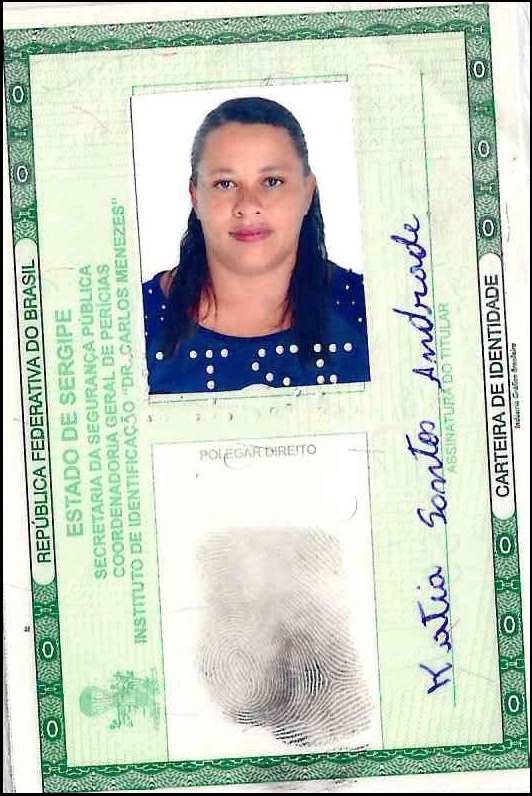 REPÚBLICA FEDERATIVA DO BRASIL
ESTADO DE SERGIPE
SECRETARIA DA SEGURANÇA PÚBLICA
COORDENADORIA GERAL DE PERÍCIAS
INSTITUTO DE IDENTIFICAÇÃO "DR. CARLOS MENEZES"
POLEGAR DIREITO
Katia Santos Andrade
ASSINATURA DO TITULAR
CARTEIRA DE IDENTIDADE
Indústria Gráfica Brasileira